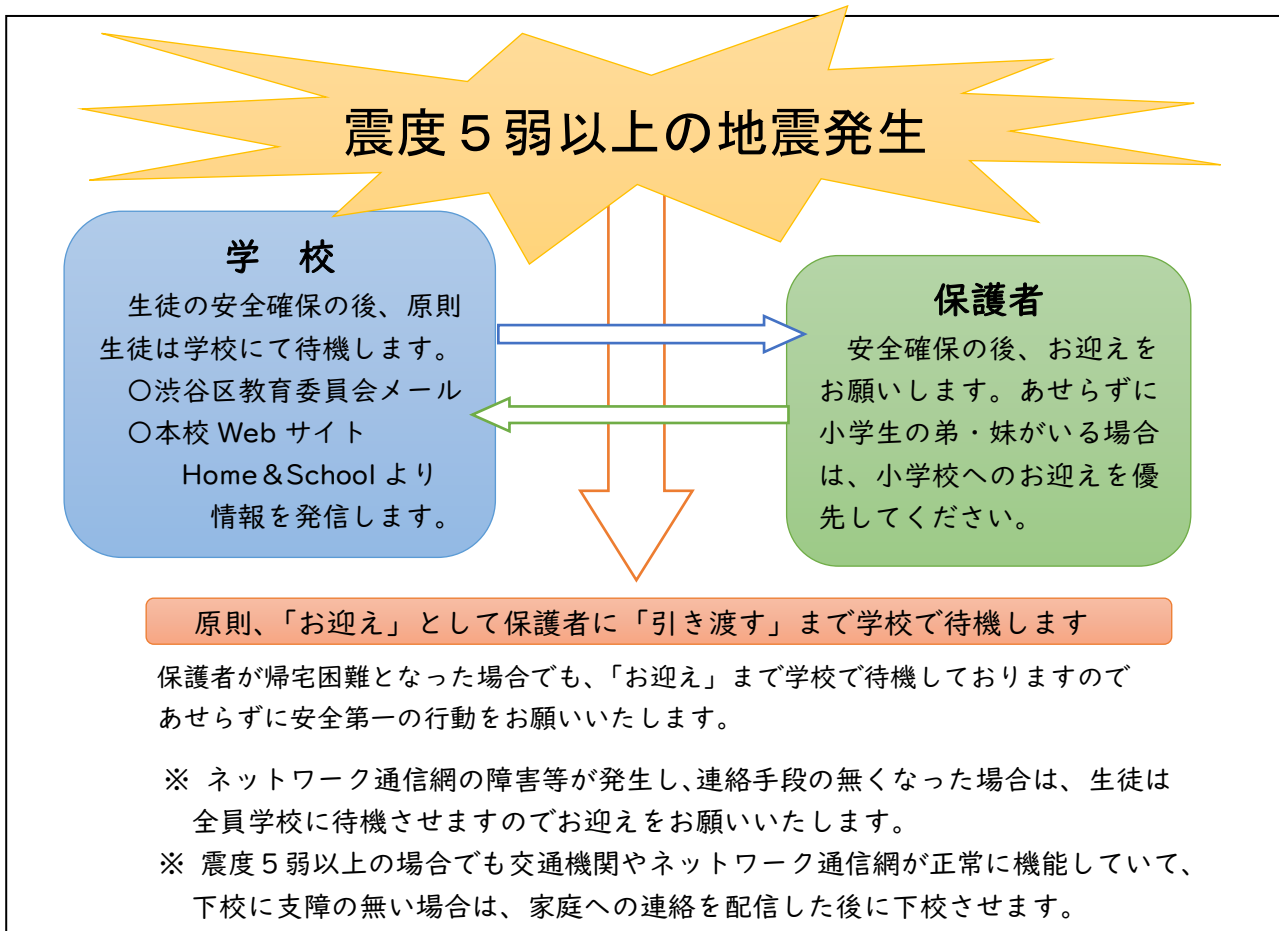 震度５弱以上の地震発生
学　校
生徒の安全確保の後、原則
生徒は学校にて待機します。
〇渋谷区教育委員会メール
〇本校 Web サイト
Home＆School より
情報を発信します。
保護者
安全確保の後、お迎えを
お願いします。あせらずに
小学生の弟・妹がいる場合
は、小学校へのお迎えを優
先してください。
原則、「お迎え」として保護者に「引き渡す」まで学校で待機します
保護者が帰宅困難となった場合でも、「お迎え」まで学校で待機しておりますので
あせらずに安全第一の行動をお願いいたします。
※ ネットワーク通信網の障害等が発生し、連絡手段の無くなった場合は、生徒は
全員学校に待機させますのでお迎えをお願いいたします。
※ 震度５弱以上の場合でも交通機関やネットワーク通信網が正常に機能していて、
下校に支障の無い場合は、家庭への連絡を配信した後に下校させます。